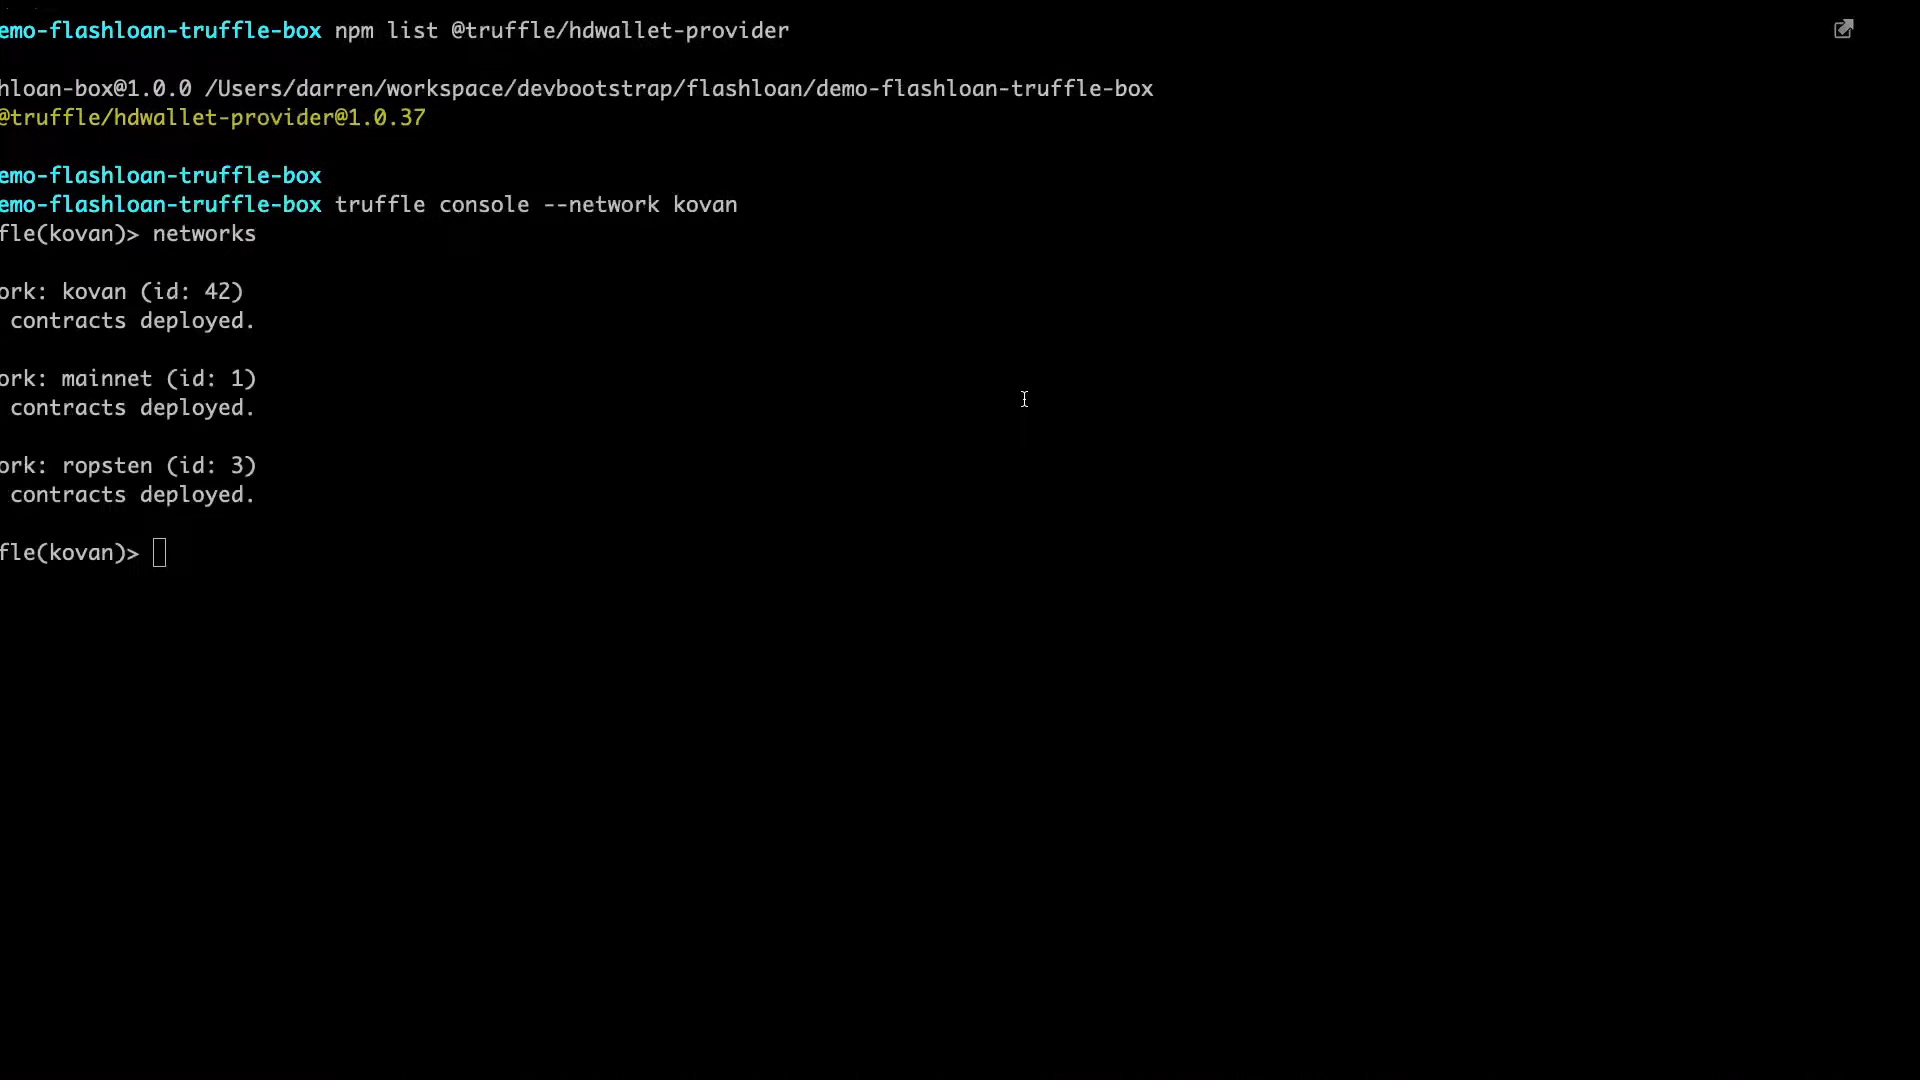 emo-flashloan-truffle-box npm list @truffle/hdwallet-provider
hloan-box@1.0.0 /Users/darren/workspace/devbootstrap/flashloan/demo-flashloan-truffle-box
@truffle/hdwallet-provider@1.0.37
emo-flashloan-truffle-box
emo-flashloan-truffle-box truffle console --network kovan
fle(kovan)> networks
ork: kovan (id: 42)
contracts deployed.
ork: mainnet (id: 1)
contracts deployed.
ork: ropsten (id: 3)
contracts deployed.
fle(kovan)>